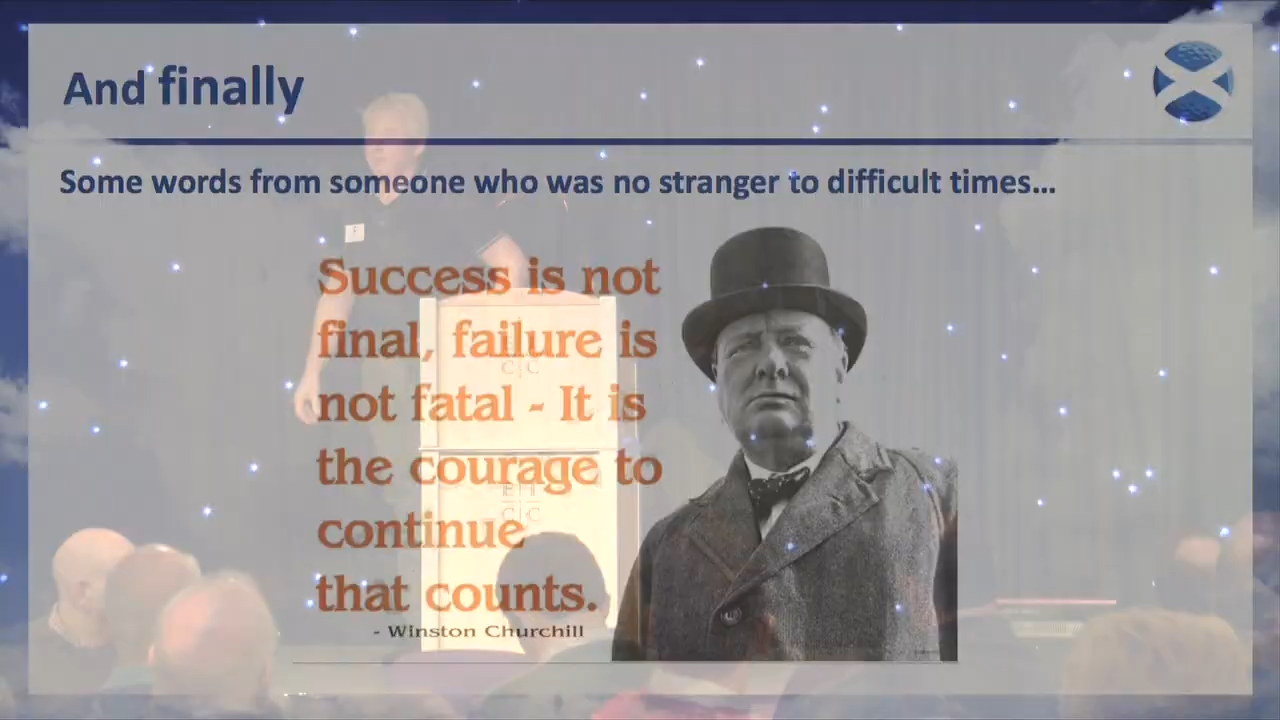 And finally
Some words from someone who was no stranger to difficult times...
Success is not
final, failure is
not fatal - It is
the courage to
continue
that counts.
- Winston Churchill